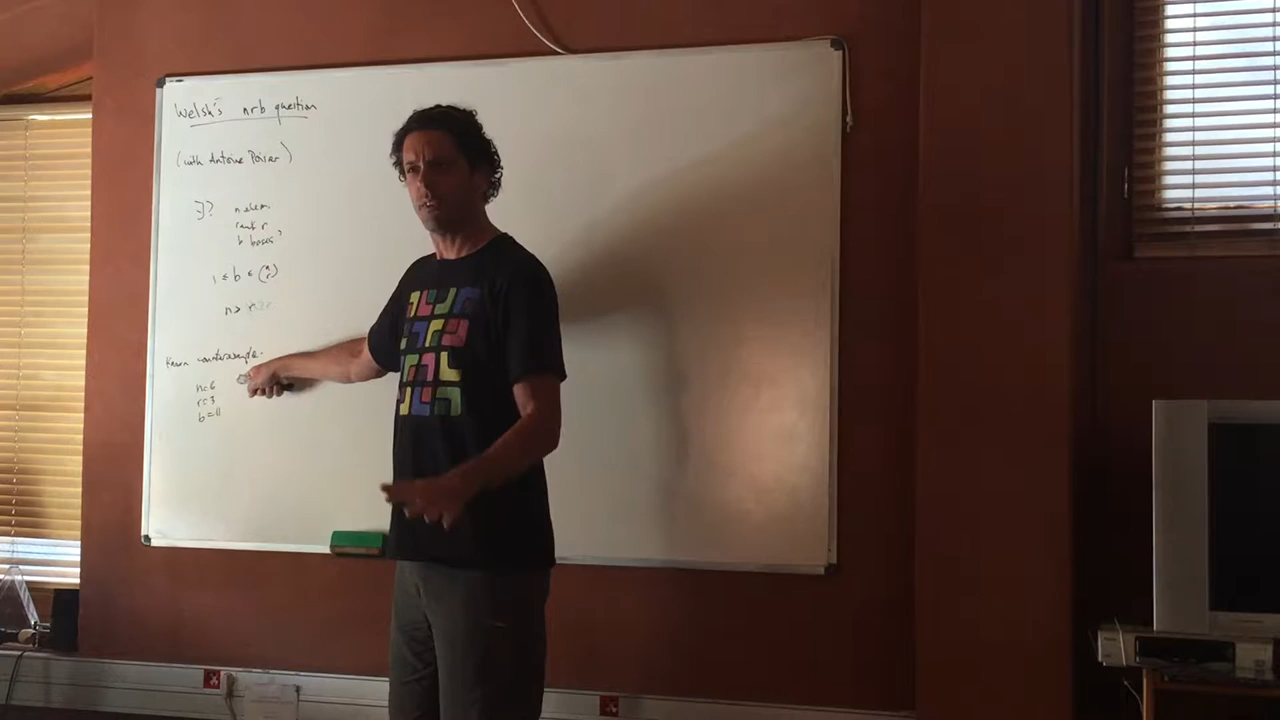 Welsh's nrb question
(with Antoine Poirier)
∃? n elem.
rank r
b bases?
1 ≤ b ≤ (n r)
n >
Known counterexample.
n=6
r=3
b=11